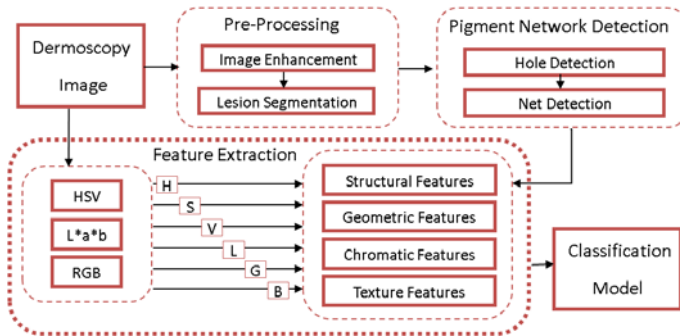 Dermoscopy
Image
Pre-Processing
Image Enhancement
Lesion Segmentation
Pigment Network Detection
Hole Detection
Net Detection
Feature Extraction
HSV
L*a*b
RGB
H
S
V
L
G
B
Structural Features
Geometric Features
Chromatic Features
Texture Features
Classification
Model